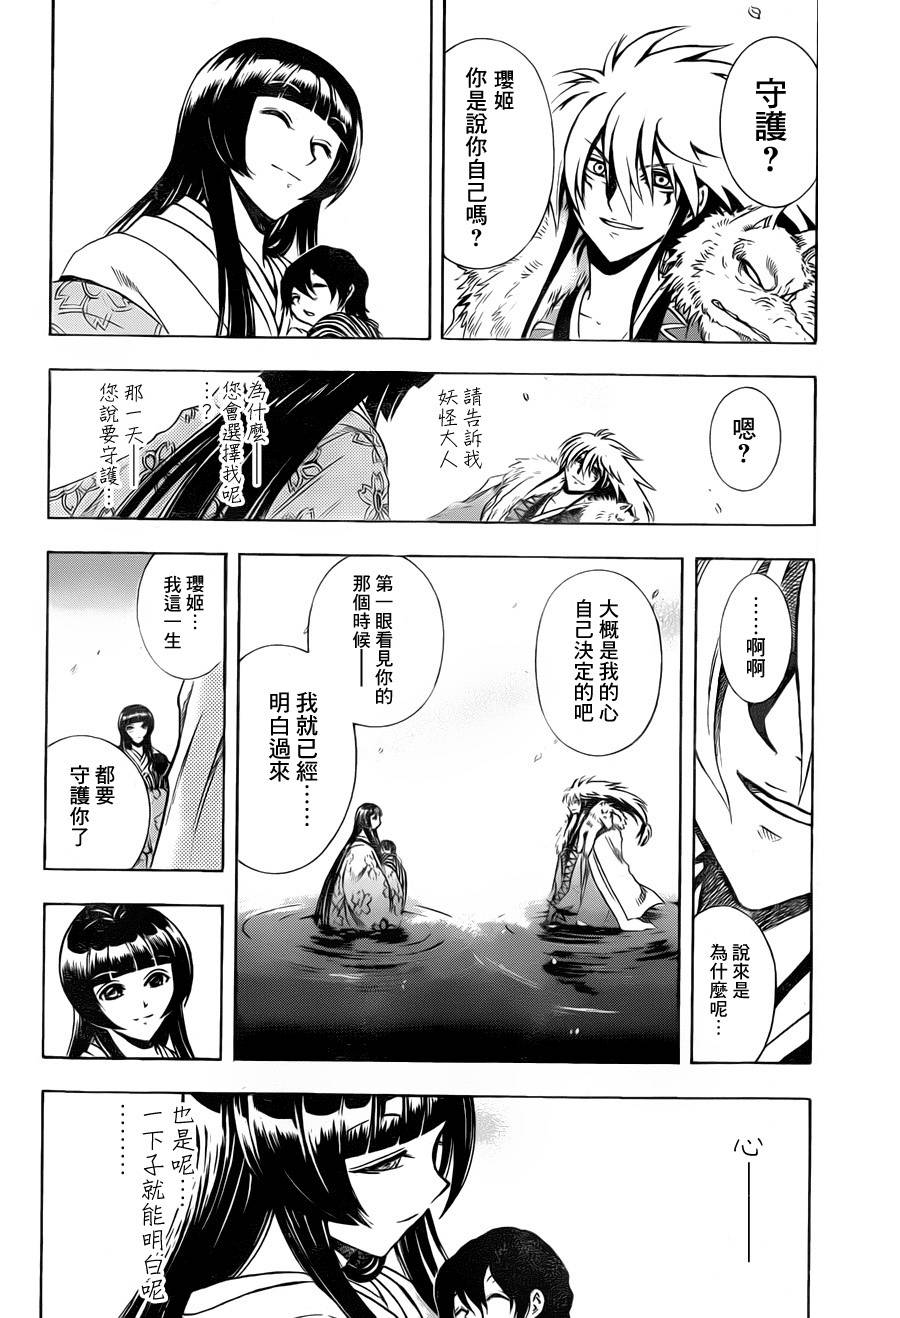 守護?
瓔姬
你是說你自己嗎?
嗯?
請告訴我
妖怪大人
為什麼——
您會選擇我呢
…?
那一天——
您說要守護…
……啊啊
說來是
為什麼呢…
大概是我的心
自己決定的吧
第一眼看見你的
那個時候——
我就已經……
明白過來
瓔姬…
我這一生
都要
守護你了
心——
也是呢……
一下子就能明白呢
………